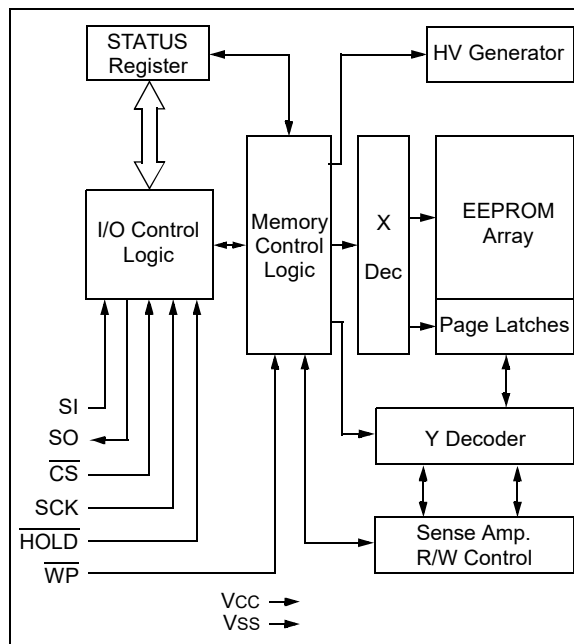 STATUS
Register
HV Generator
I/O Control
Logic
Memory
Control
Logic
X
Dec
EEPROM
Array
Page Latches
Y Decoder
Sense Amp.
R/W Control
SI
SO
CS
SCK
HOLD
WP
VCC
VSS